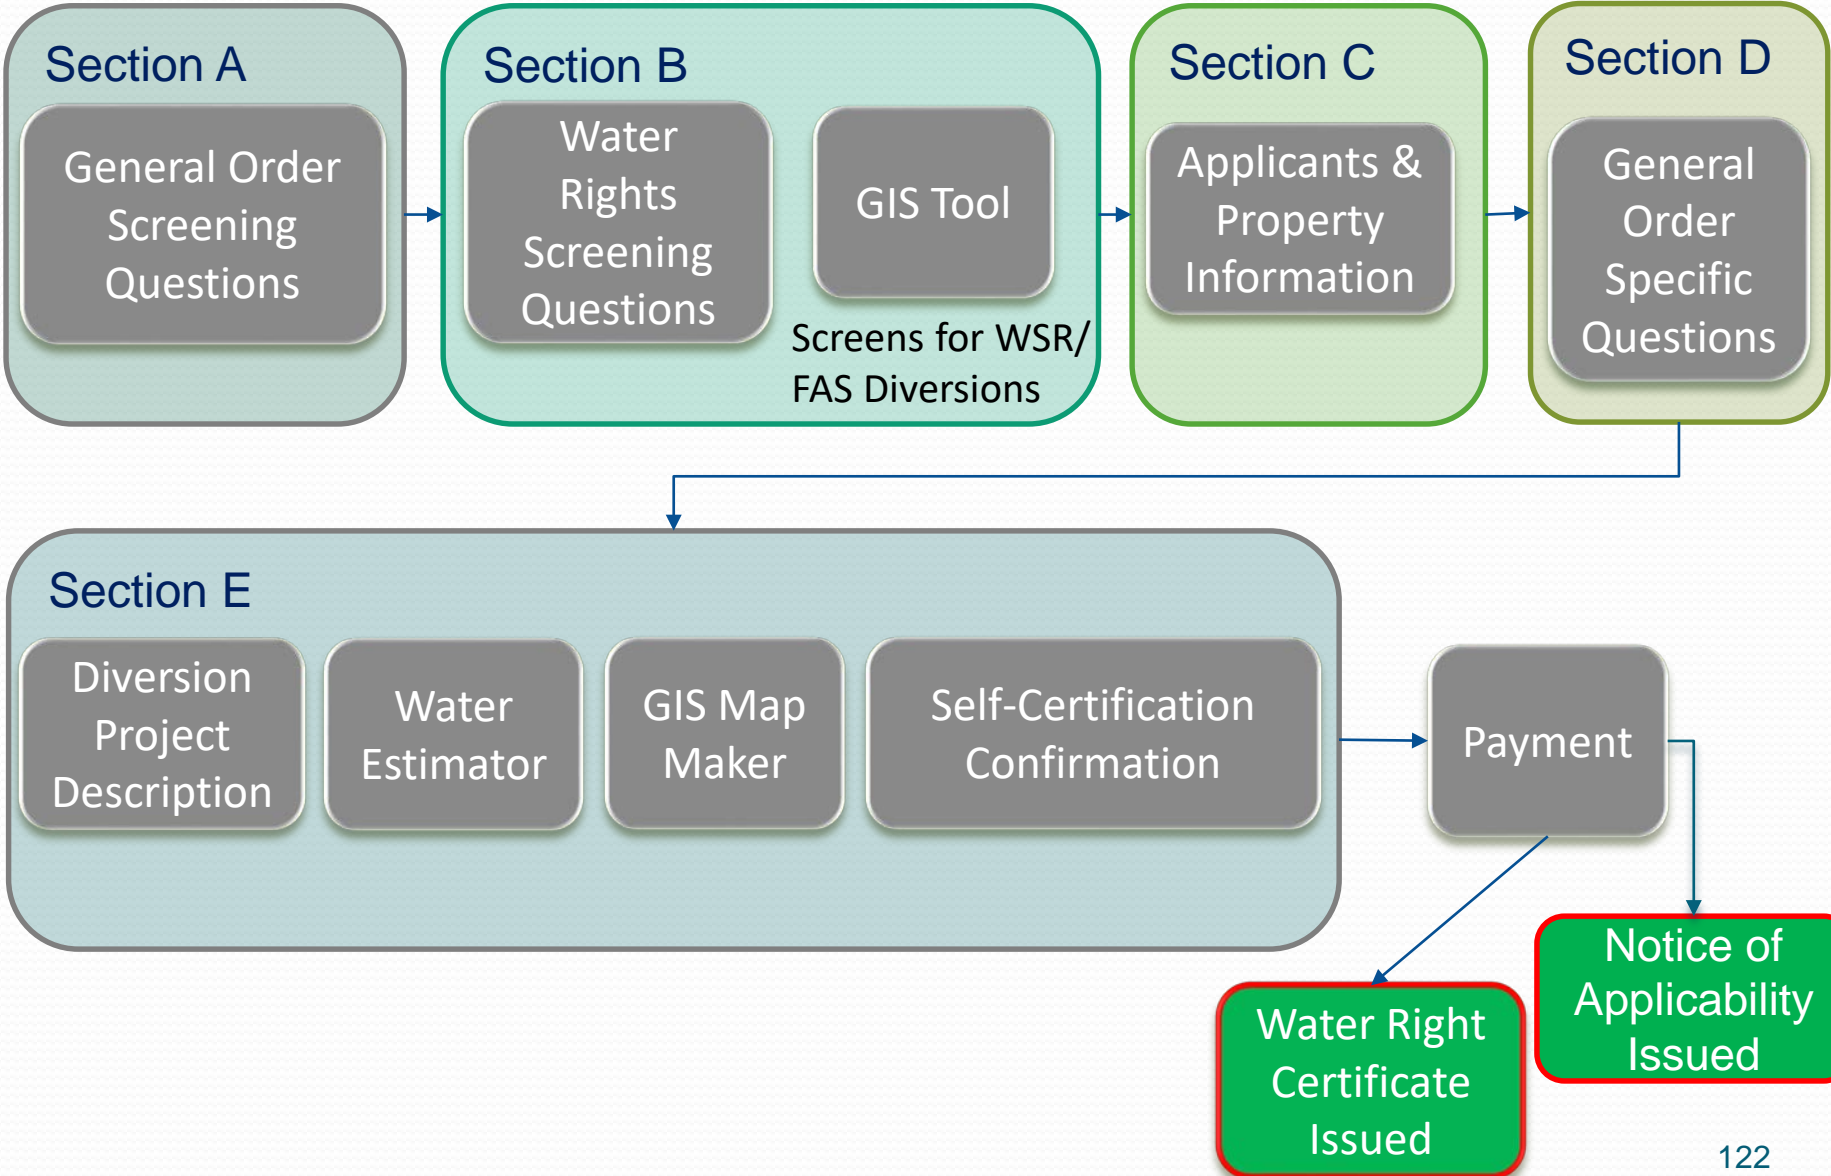 Section A
General Order
Screening
Questions
Section B
Water
Rights
Screening
Questions
GIS Tool
Screens for WSR/
FAS Diversions
Section C
Applicants &
Property
Information
Section D
General
Order
Specific
Questions
Section E
Diversion
Project
Description
Water
Estimator
GIS Map
Maker
Self-Certification
Confirmation
Payment
Water Right
Certificate
Issued
Notice of
Applicability
Issued
122